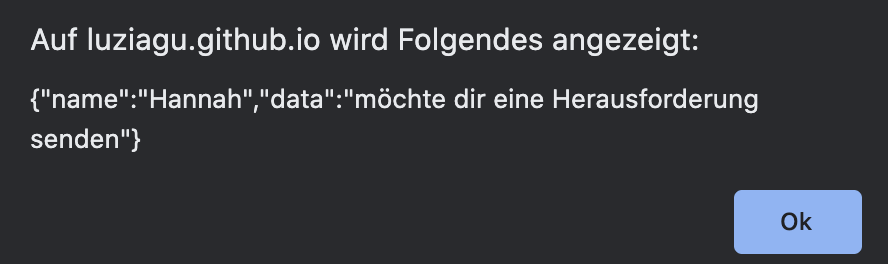 Auf luziagu.github.io wird Folgendes angezeigt:
{"name":"Hannah","data":"möchte dir eine Herausforderung
senden"}
Ok